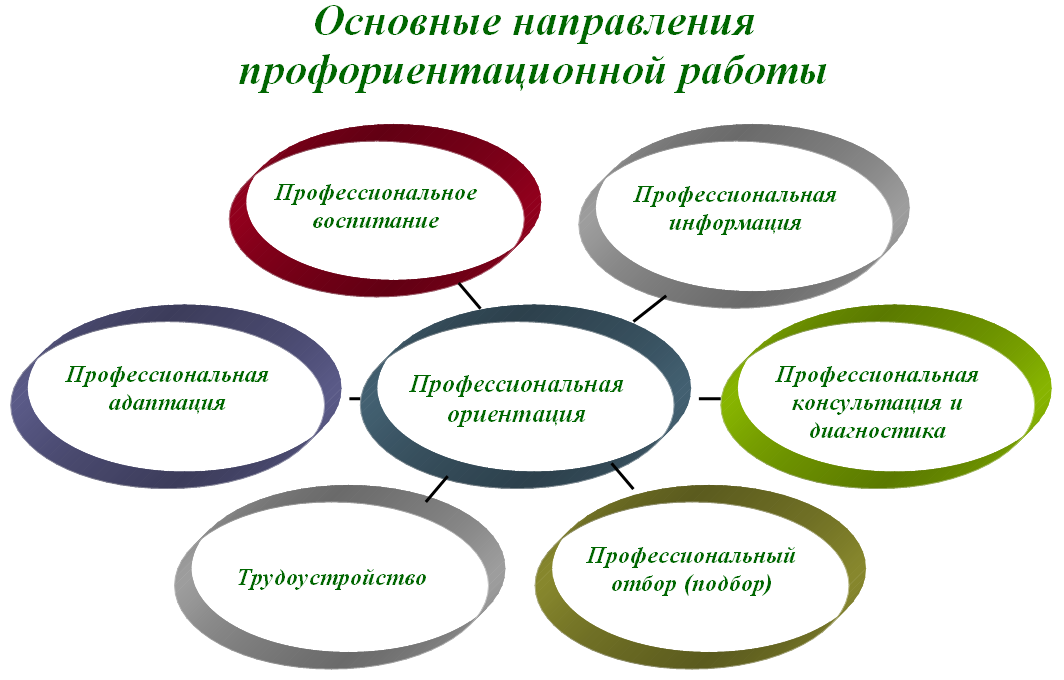 Основные направления
профориентационной работы
Профессиональное
воспитание
Профессиональная
информация
Профессиональная
адаптация
Профессиональная
ориентация
Профессиональная
консультация и
диагностика
Трудоустройство
Профессиональный
отбор (подбор)